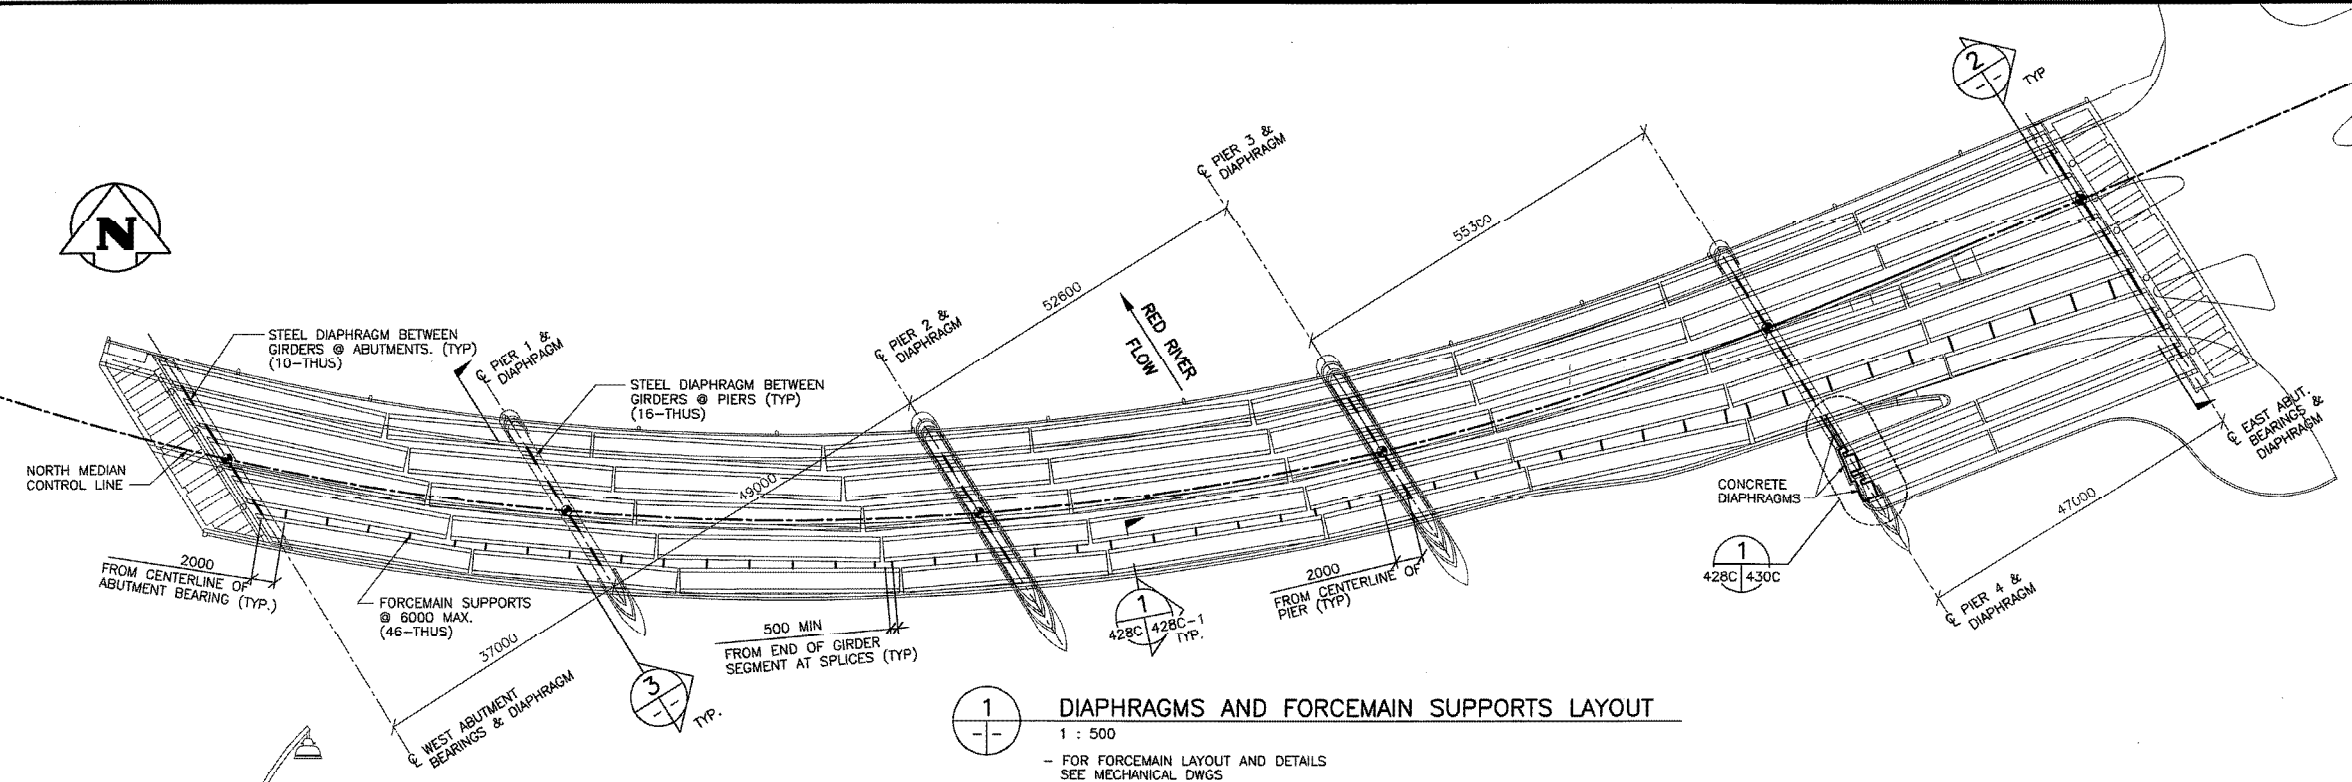 2
-
-
TYP
℄ PIER 3 &
DIAPHRAGM
55300
N
52600
RED RIVER
FLOW
℄ PIER 2 &
DIAPHRAGM
STEEL DIAPHRAGM BETWEEN
GIRDERS @ ABUTMENTS. (TYP)
(10-THUS)
℄ PIER 1 &
DIAPHRAGM
STEEL DIAPHRAGM BETWEEN
GIRDERS @ PIERS (TYP)
(16-THUS)
NORTH MEDIAN
CONTROL LINE
49000
℄ EAST ABUT.
BEARINGS &
DIAPHRAGM
CONCRETE
DIAPHRAGMS
47000
1
428C 430C
2000
FROM CENTERLINE OF
ABUTMENT BEARING (TYP.)
FORCEMAIN SUPPORTS
@ 6000 MAX.
(46-THUS)
37000
500 MIN
FROM END OF GIRDER
SEGMENT AT SPLICES (TYP)
1
428C 428C-1
TYP.
2000
FROM CENTERLINE OF
PIER (TYP)
℄ PIER 4 &
DIAPHRAGM
℄ WEST ABUTMENT
BEARINGS & DIAPHRAGM
3
-- --
TYP.
1
-- --
DIAPHRAGMS AND FORCEMAIN SUPPORTS LAYOUT
1 : 500
- FOR FORCEMAIN LAYOUT AND DETAILS
SEE MECHANICAL DWGS